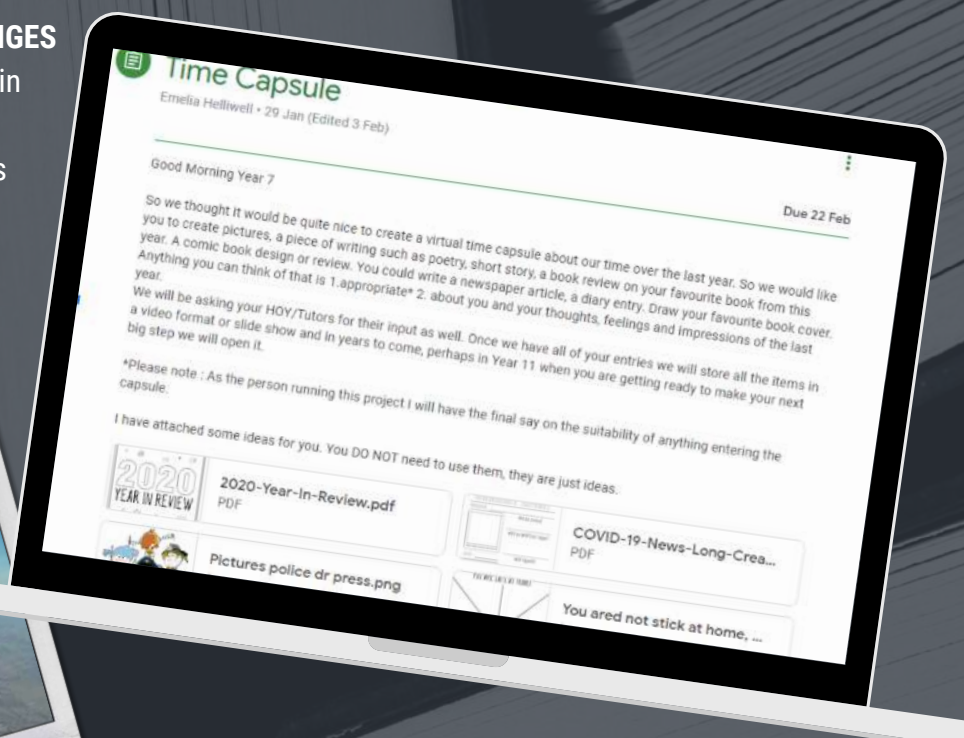 NGES
in
s
Time Capsule
Emelia Helliwell • 29 Jan (Edited 3 Feb)
Due 22 Feb
Good Morning Year 7
So we thought it would be quite nice to create a virtual time capsule about our time over the last year. So we would like
you to create pictures, a piece of writing such as poetry, short story, a book review on your favourite book from this
year. A comic book design or review. You could write a newspaper article, a diary entry. Draw your favourite book cover.
Anything you can think of that is 1.appropriate* 2. about you and your thoughts, feelings and impressions of the last
year.
We will be asking your HOY/Tutors for their input as well. Once we have all of your entries we will store all the items in
a video format or slide show and in years to come, perhaps in Year 11 when you are getting ready to make your next
big step we will open it.
*Please note : As the person running this project I will have the final say on the suitability of anything entering the
capsule.
I have attached some ideas for you. You DO NOT need to use them, they are just ideas.
2020
YEAR IN REVIEW
2020-Year-In-Review.pdf
PDF
COVID-19-News-Long-Crea...
PDF
Pictures police dr press.png
You ared not stick at home, ...